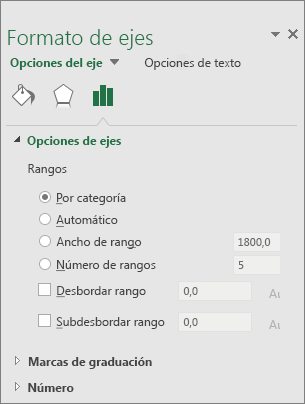 Formato de ejes
Opciones del eje Opciones de texto
Opciones de ejes
Rangos
Por categoría
Automático
Ancho de rango 1800,0
Número de rangos 5
Desbordar rango 0,0 Au
Subdesbordar rango 0,0 Au
Marcas de graduación
Número